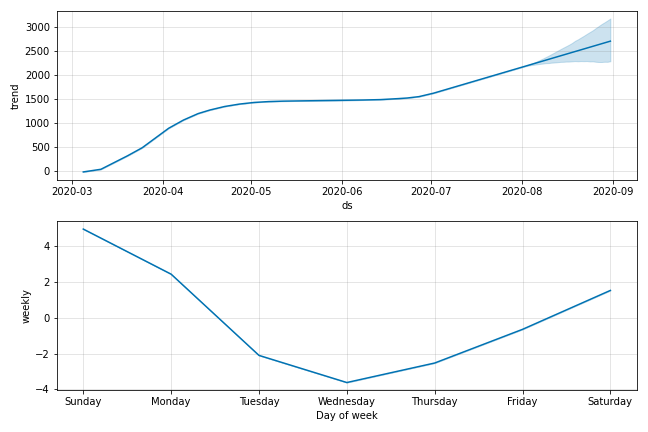 3000
2500
2000
1500
1000
500
0
trend
2020-03 2020-04 2020-05 2020-06 2020-07 2020-08 2020-09
ds
4
2
0
−2
−4
weekly
Sunday Monday Tuesday Wednesday Thursday Friday Saturday
Day of week